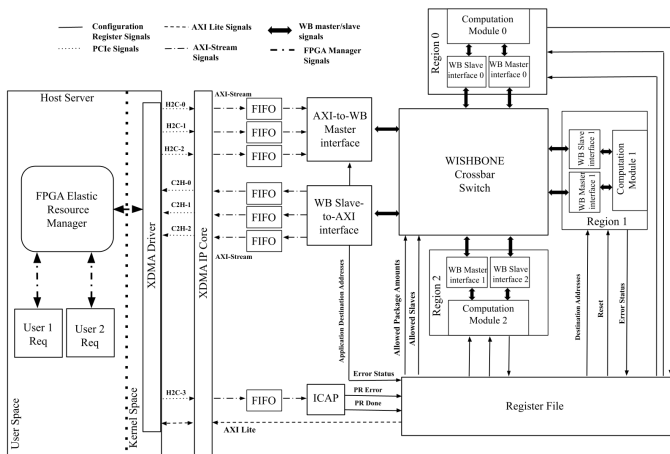 Configuration
Register Signals
PCIe Signals
AXI Lite Signals
AXI-Stream
Signals
WB master/slave
signals
FPGA Manager
Signals
Host Server
FPGA Elastic
Resource
Manager
User 1
Req
User 2
Req
User Space
Kernel Space
XDMA Driver
H2C-0
H2C-1
H2C-2
C2H-0
C2H-1
C2H-2
H2C-3
XDMA IP Core
AXI-Stream
FIFO
FIFO
FIFO
FIFO
FIFO
FIFO
AXI-Stream
FIFO
AXI-to-WB
Master
interface
WB Slave-
to-AXI
interface
Application Destination Addresses
ICAP
Error Status
PR Error
PR Done
AXI Lite
WISHBONE
Crossbar
Switch
Allowed Package Amounts
Allowed Slaves
Region 0
Computation
Module 0
WB Slave
interface 0
WB Master
interface 0
WB Slave
interface 1
WB Master
interface 1
Computation
Module 1
Region 1
Region 2
WB Master
interface 1
WB Slave
interface 2
Computation
Module 2
Destination Addresses
Reset
Error Status
Register File